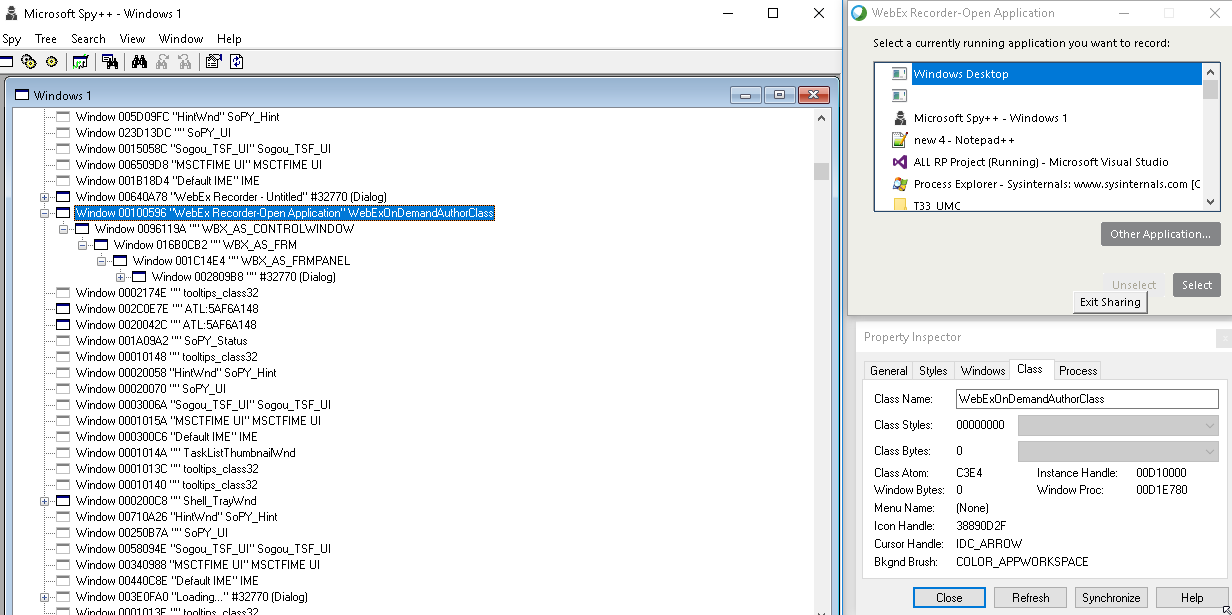 Microsoft Spy++ - Windows 1
Spy Tree Search View Window Help
Windows 1
Window 005D09FC "HintWnd" SoPY_Hint
Window 023D13DC "" SoPY_UI
Window 0015058C "Sogou_TSF_UI" Sogou_TSF_UI
Window 006509D8 "MSCTFIME UI" MSCTFIME UI
Window 001B18D4 "Default IME" IME
Window 00640A78 "WebEx Recorder - Untitled" #32770 (Dialog)
Window 00100596 "WebEx Recorder-Open Application" WebExOnDemandAuthorClass
Window 0096119A "" WBX_AS_CONTROLWINDOW
Window 016B0CB2 "" WBX_AS_FRM
Window 001C14E4 "" WBX_AS_FRMPANEL
Window 002809B8 "" #32770 (Dialog)
Window 0002174E "" tooltips_class32
Window 002C0E7E "" ATL:5AF6A148
Window 0020042C "" ATL:5AF6A148
Window 001A09A2 "" SoPY_Status
Window 00010148 "" tooltips_class32
Window 00020058 "HintWnd" SoPY_Hint
Window 00020070 "" SoPY_UI
Window 0003006A "Sogou_TSF_UI" Sogou_TSF_UI
Window 0001015A "MSCTFIME UI" MSCTFIME UI
Window 000300C6 "Default IME" IME
Window 0001014A "" TaskListThumbnailWnd
Window 0001013C "" tooltips_class32
Window 00010140 "" tooltips_class32
Window 000200C8 "" Shell_TrayWnd
Window 00710A26 "HintWnd" SoPY_Hint
Window 00250B7A "" SoPY_UI
Window 0058094E "Sogou_TSF_UI" Sogou_TSF_UI
Window 00340988 "MSCTFIME UI" MSCTFIME UI
Window 00440C8E "Default IME" IME
Window 003E0FA0 "Loading..." #32770 (Dialog)
Window 0001013E "" tooltips_class32
WebEx Recorder-Open Application
Select a currently running application you want to record:
Windows Desktop
Microsoft Spy++ - Windows 1
new 4 - Notepad++
ALL RP Project (Running) - Microsoft Visual Studio
Process Explorer - Sysinternals: www.sysinternals.com [C
T33_UMC
Other Application...
Unselect Select
Exit Sharing
Property Inspector
General Styles Windows Class Process
Class Name: WebExOnDemandAuthorClass
Class Styles: 00000000
Class Bytes: 0
Class Atom: C3E4 Instance Handle: 00D10000
Window Bytes: 0 Window Proc: 00D1E780
Menu Name: (None)
Icon Handle: 38890D2F
Cursor Handle: IDC_ARROW
Bkgnd Brush: COLOR_APPWORKSPACE
Close Refresh Synchronize Help